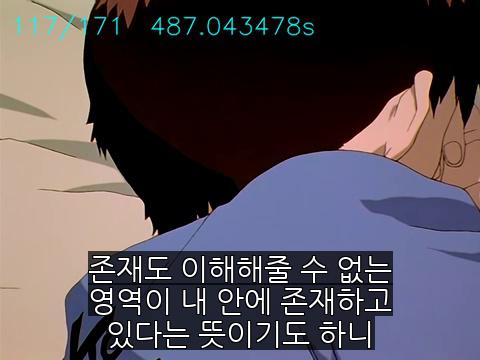 117/171 487.043478s
존재도 이해해줄 수 없는
영역이 내 안에 존재하고
있다는 뜻이기도 하니